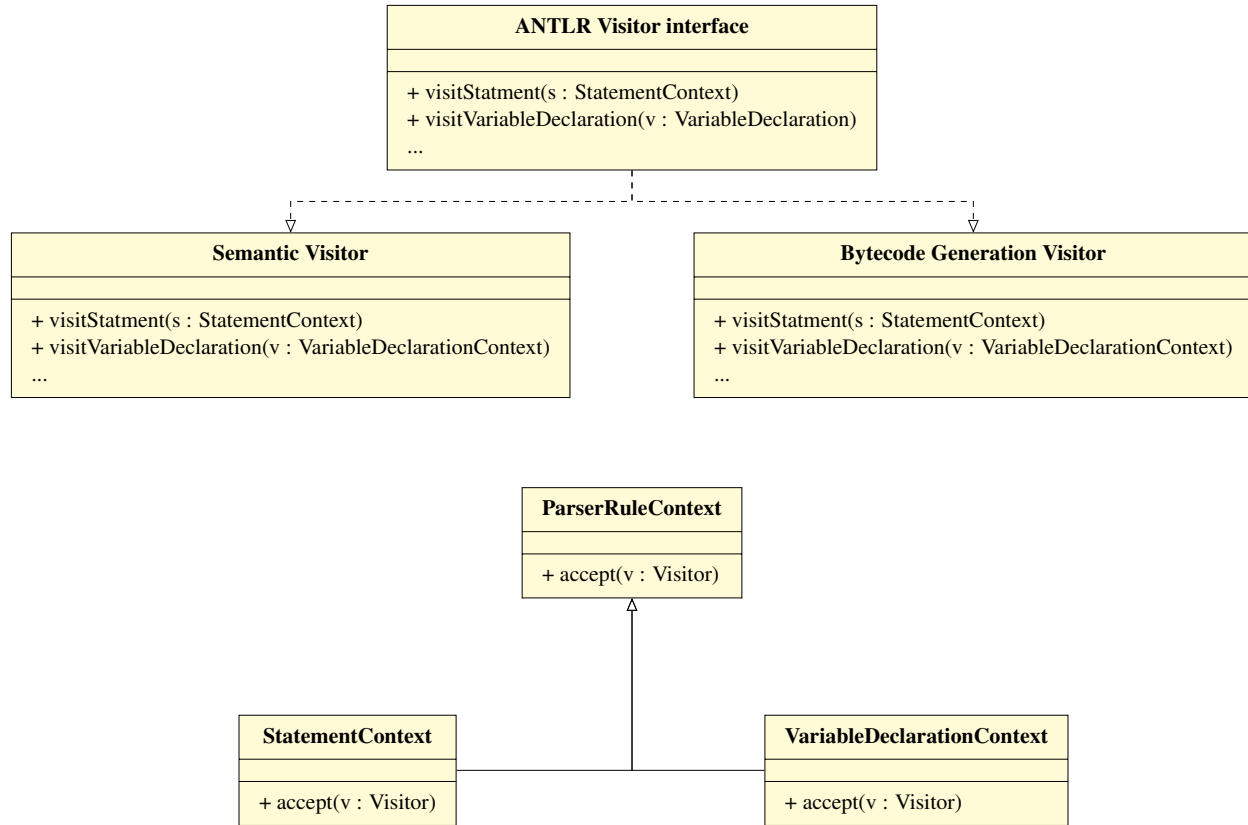 ANTLR Visitor interface
+ visitStatment(s : StatementContext)
+ visitVariableDeclaration(v : VariableDeclaration)
...
Semantic Visitor
+ visitStatment(s : StatementContext)
+ visitVariableDeclaration(v : VariableDeclarationContext)
...
Bytecode Generation Visitor
+ visitStatment(s : StatementContext)
+ visitVariableDeclaration(v : VariableDeclarationContext)
...
ParserRuleContext
+ accept(v : Visitor)
StatementContext
+ accept(v : Visitor)
VariableDeclarationContext
+ accept(v : Visitor)